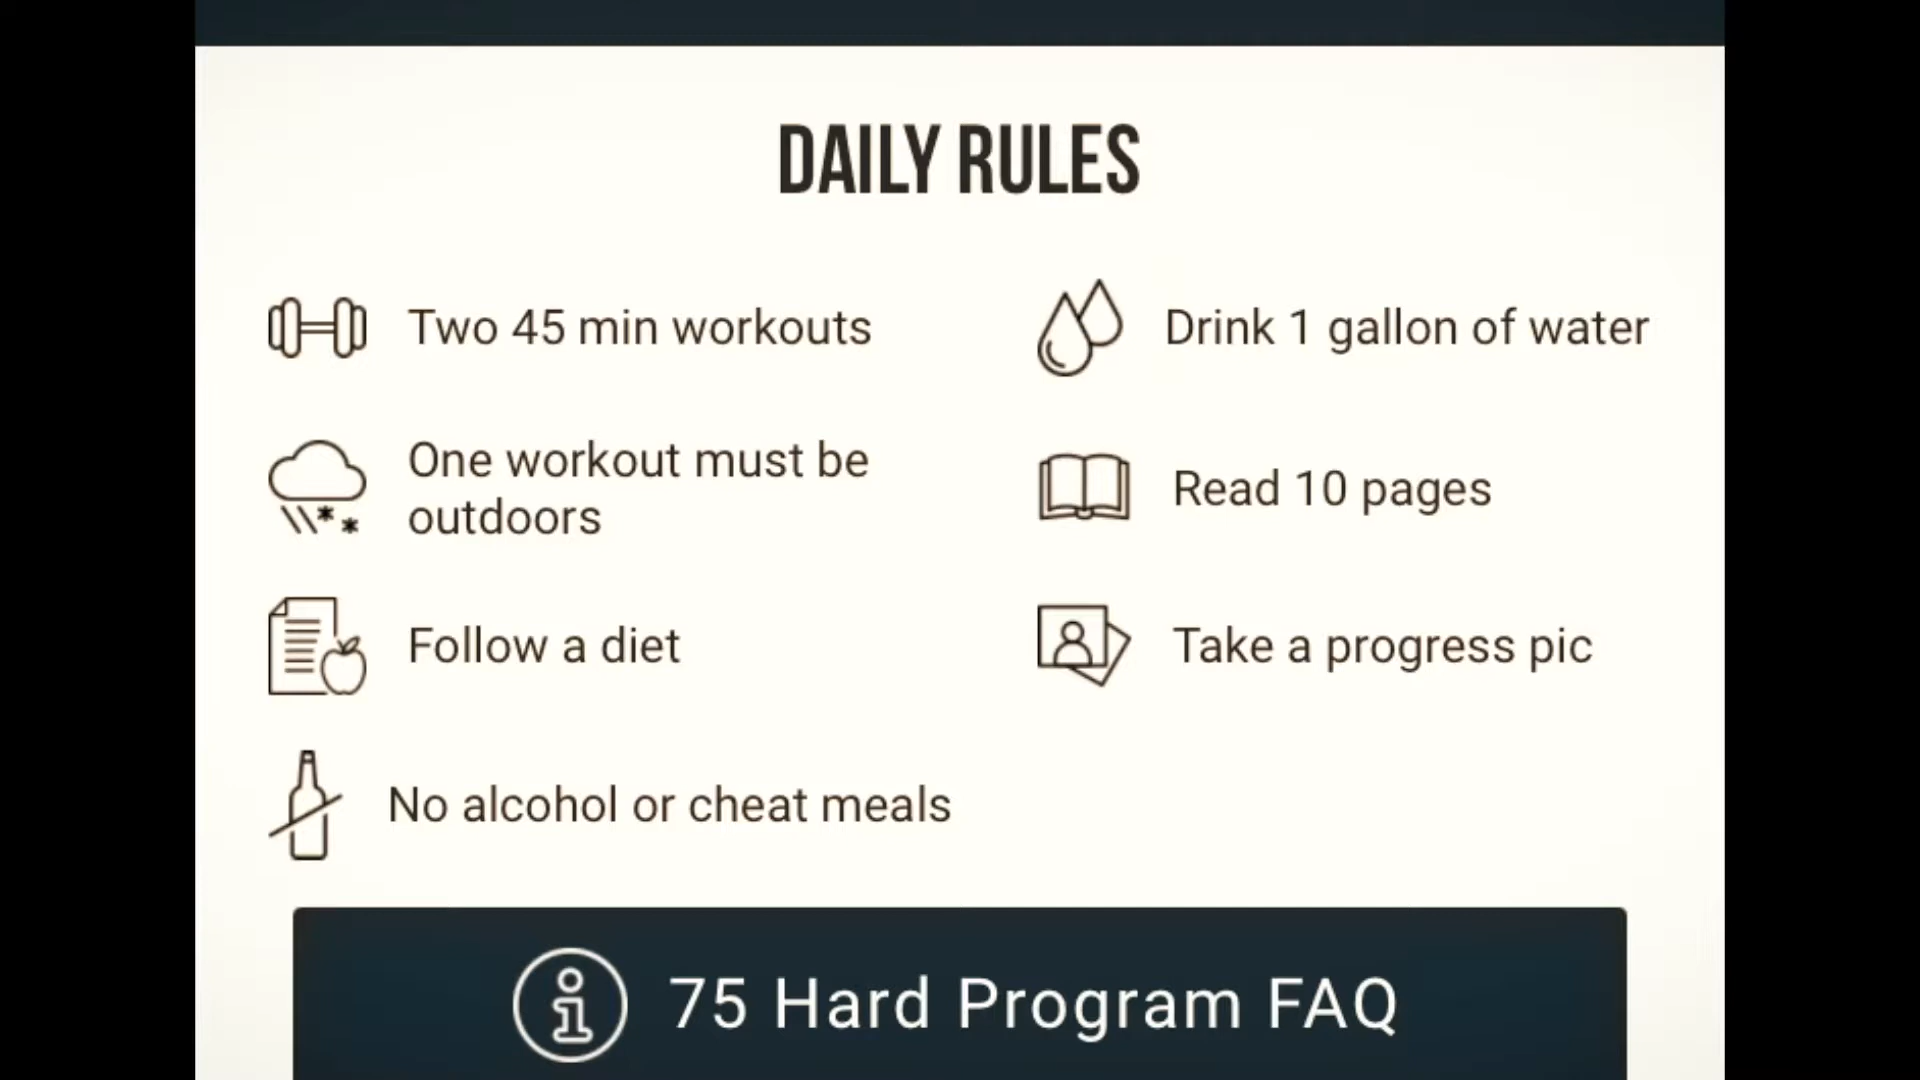 DAILY RULES
Two 45 min workouts
Drink 1 gallon of water
One workout must be
outdoors
Read 10 pages
Follow a diet
Take a progress pic
No alcohol or cheat meals
75 Hard Program FAQ